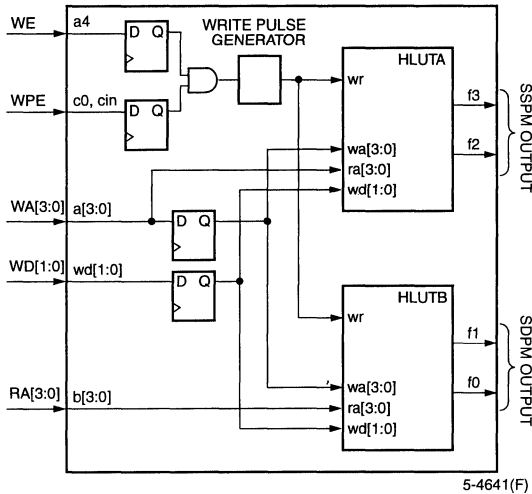 WE
a4
D Q
WRITE PULSE
GENERATOR
HLUTA
wr
WPE
c0, cin
D Q
f3
f2
SSPM OUTPUT
wa[3:0]
ra[3:0]
wd[1:0]
WA[3:0]
a[3:0]
D Q
WD[1:0]
wd[1:0]
D Q
HLUTB
wr
f1
f0
SDPM OUTPUT
wa[3:0]
RA[3:0]
b[3:0]
ra[3:0]
wd[1:0]
5-4641(F)